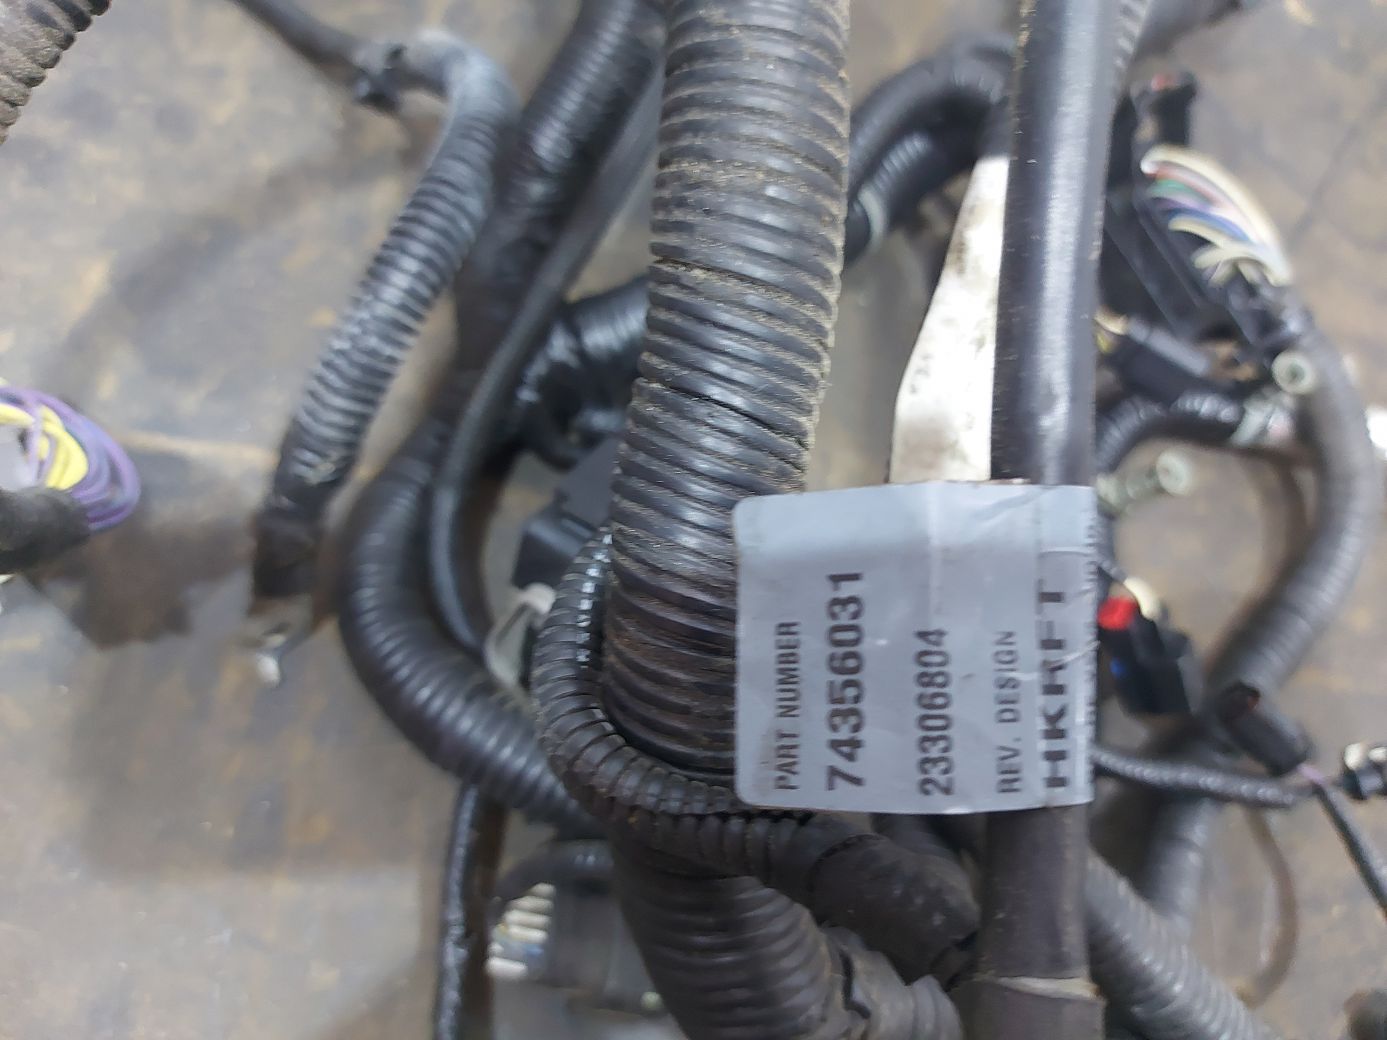 PART NUMBER
74356031
23306804
REV. DESIGN
HKRFT